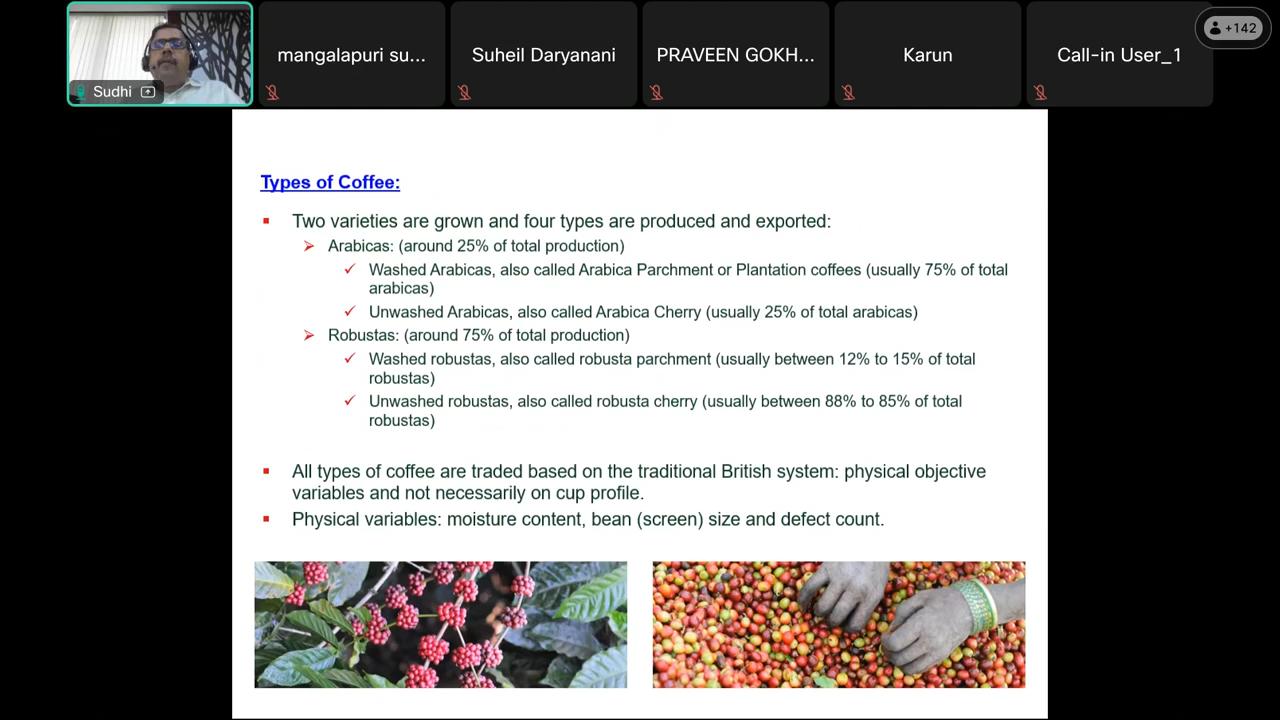 mangalapuri su...
Suheil Daryanani
PRAVEEN GOKH...
Karun
Call-in User_1
+142
Sudhi
Types of Coffee:
Two varieties are grown and four types are produced and exported:
Arabicas: (around 25% of total production)
Washed Arabicas, also called Arabica Parchment or Plantation coffees (usually 75% of total
arabicas)
Unwashed Arabicas, also called Arabica Cherry (usually 25% of total arabicas)
Robustas: (around 75% of total production)
Washed robustas, also called robusta parchment (usually between 12% to 15% of total
robustas)
Unwashed robustas, also called robusta cherry (usually between 88% to 85% of total
robustas)
All types of coffee are traded based on the traditional British system: physical objective
variables and not necessarily on cup profile.
Physical variables: moisture content, bean (screen) size and defect count.